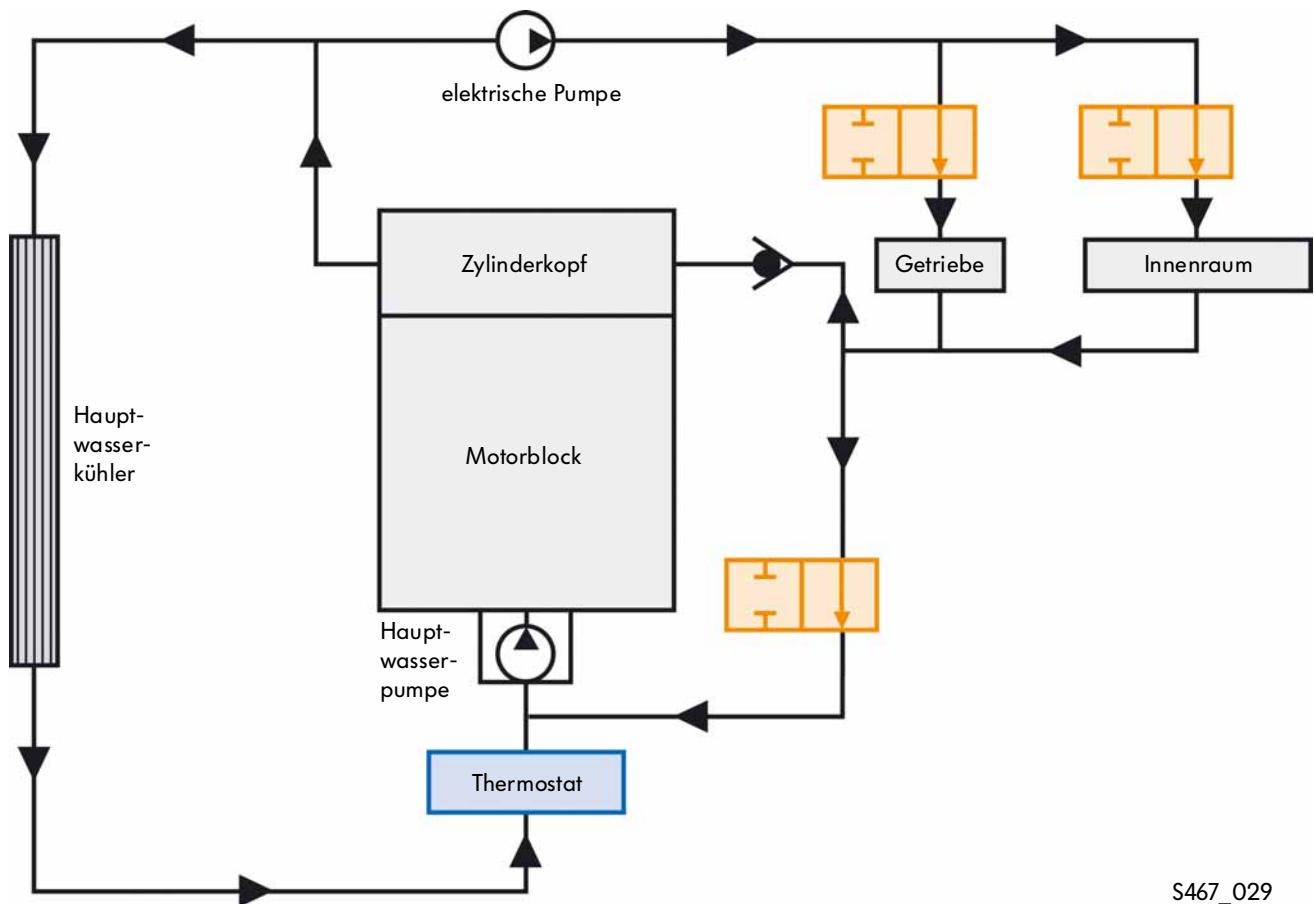 elektrische Pumpe
Zylinderkopf
Getriebe
Innenraum
Haupt-
wasser-
kühler
Motorblock
Haupt-
wasser-
pumpe
Thermostat
S467_029